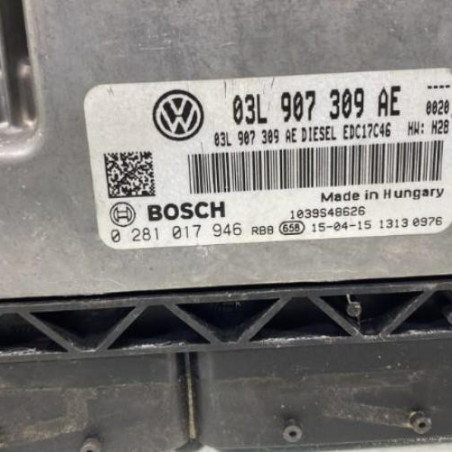 03L 907 309 AE ----
03L 907 309 AE DIESEL EDC17C46 0020
HW: H28
Made in Hungary
BOSCH 1039S48626
0 281 017 946 RBB 658 15-04-15 1313 0976